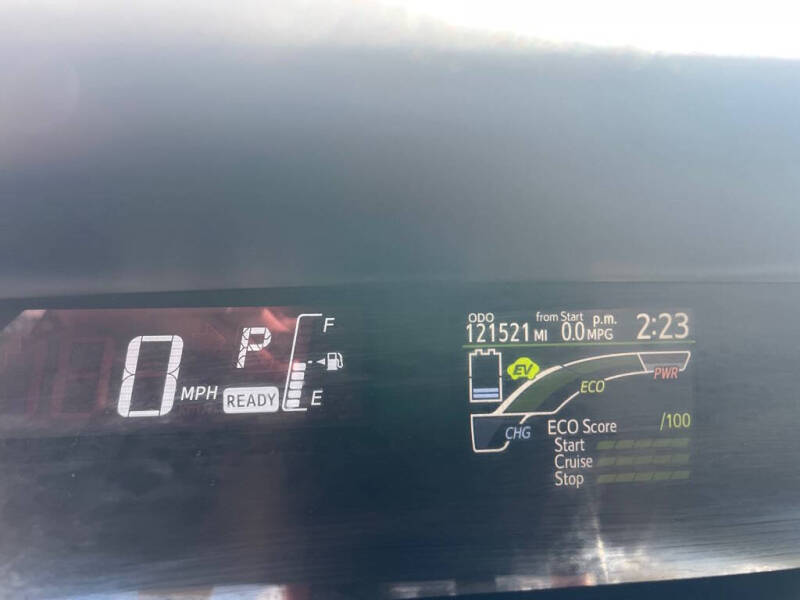 0 MPH
P
READY
F
E
ODO from Start p.m. 2:23
121521 MI 0.0 MPG
EV
ECO
PWR
CHG
ECO Score /100
Start
Cruise
Stop